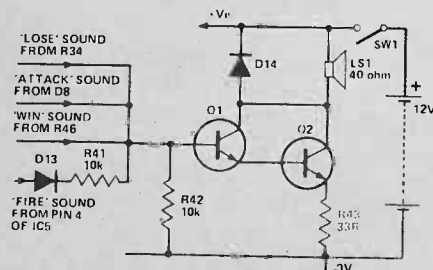 +Ve
'LOSE' SOUND
FROM R34
D14
SW1
LS1
40 ohm
'ATTACK' SOUND
FROM D8
+
12V
'WIN' SOUND
FROM R46
Q1
Q2
D13
R41
10k
'FIRE' SOUND
FROM PIN 4
OF IC5
R42
10k
R43
33R
0V